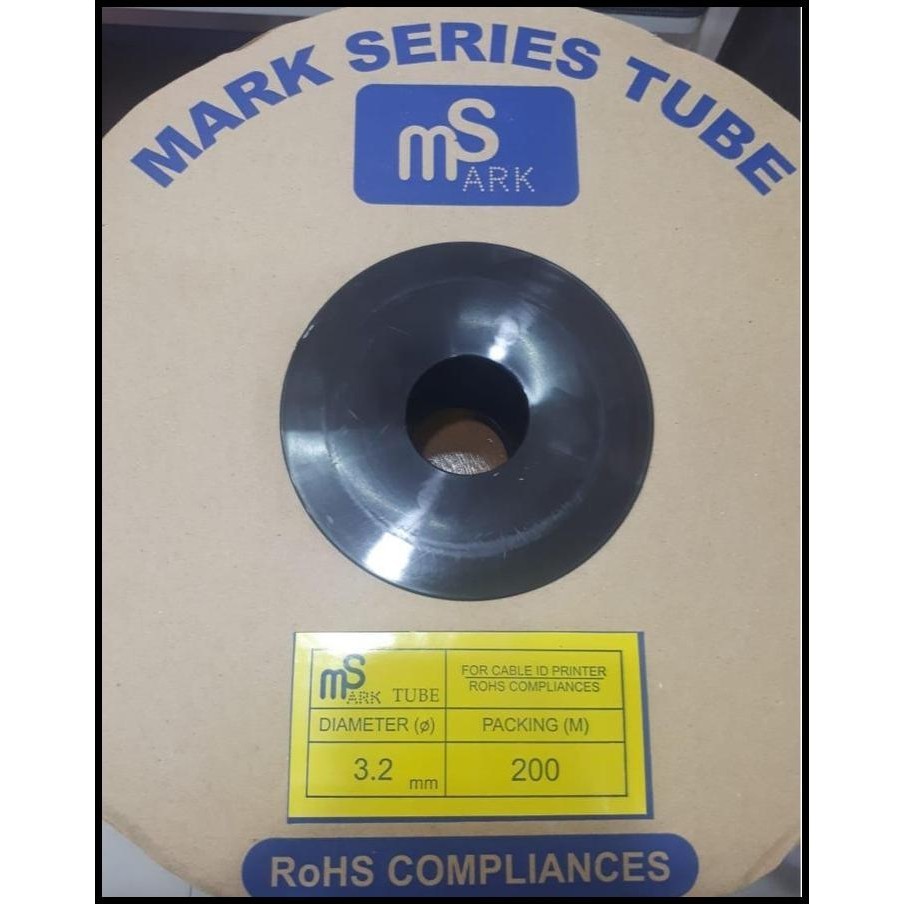 MARK SERIES TUBE
mS
ARK
mS
ARK TUBE
FOR CABLE ID PRINTER
ROHS COMPLIANCES
DIAMETER (ø)
PACKING (M)
3.2 mm
200
RoHS COMPLIANCES